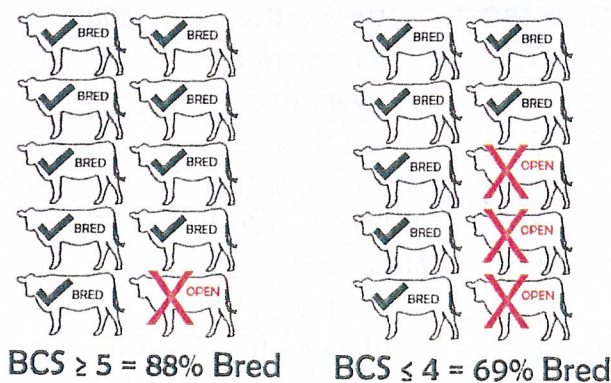 BRED BRED BRED BRED
BRED BRED BRED BRED
BRED BRED BRED OPEN
BRED BRED BRED OPEN
BRED OPEN BRED OPEN
BCS ≥ 5 = 88% Bred
BCS ≤ 4 = 69% Bred